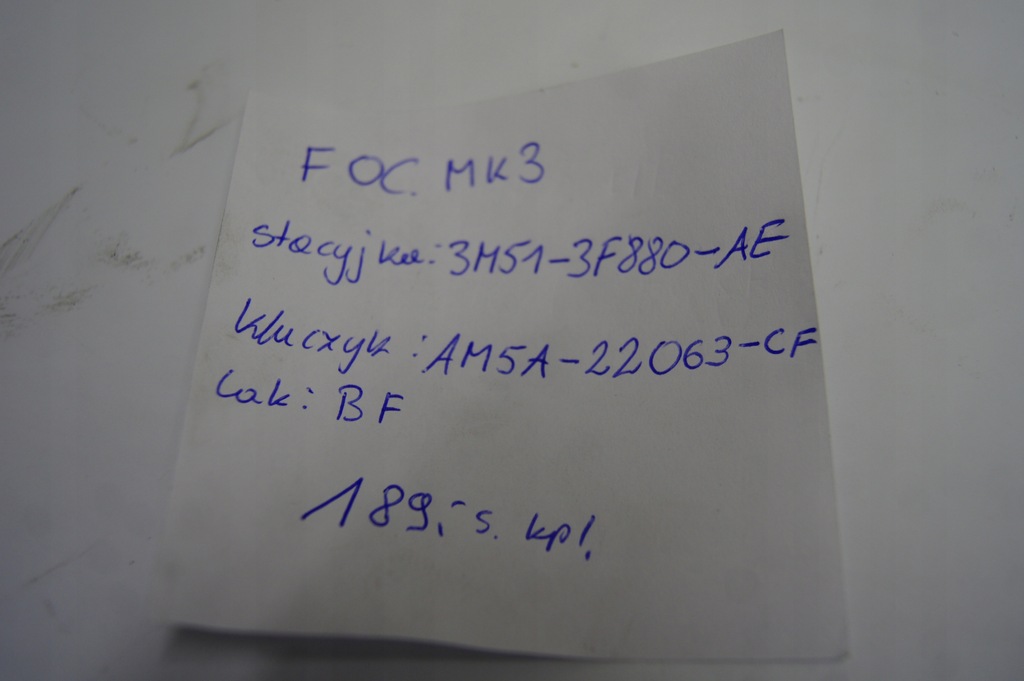 FOC. MK3
stacyjka: 3M51-3F880-AE
kluczyk: AM5A-22063-CF
lak: BF
189,- s. kpl.